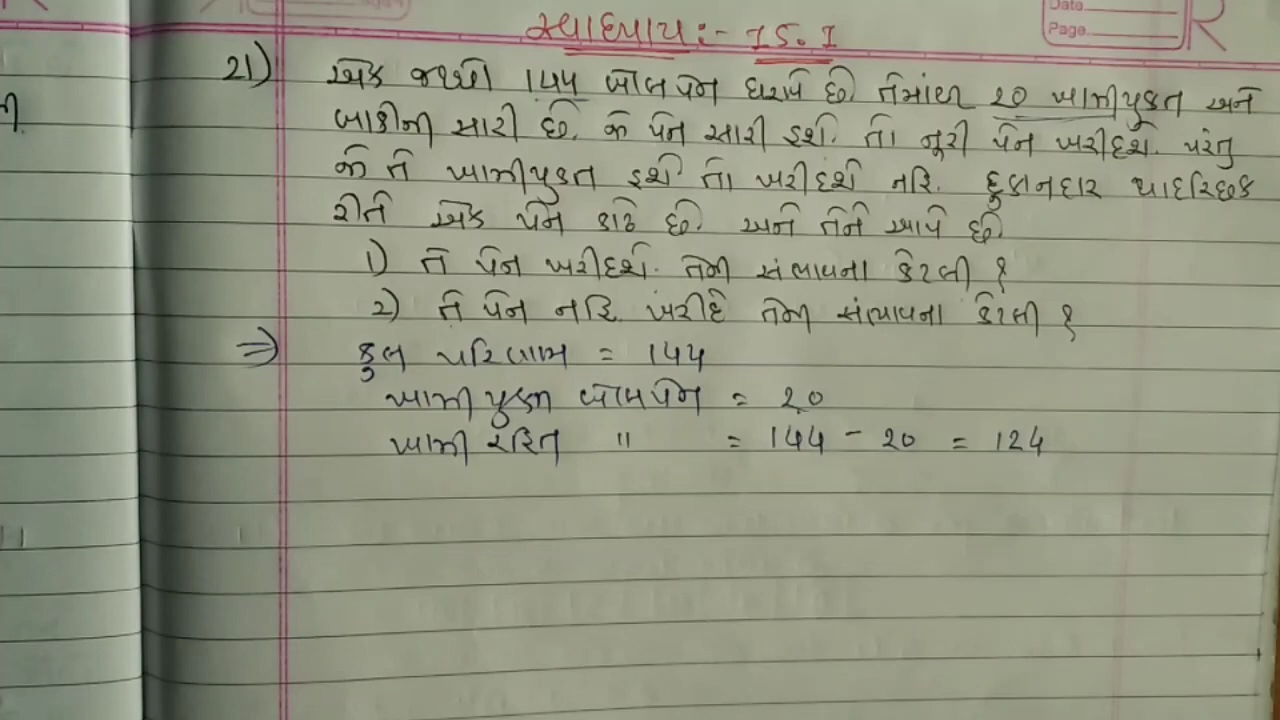 Date
Page
સ્વાધ્યાય :- 15.1
21) એક જથ્થો 144 બોલપેન ધરાવે છે તેમાંથી 20 ખામીયુક્ત અને
બાકીની સારી છે. જો પેન સારી હશે. તો નૂરી પેન ખરીદશે. પરંતુ
જો તે ખામીયુક્ત હશે તો ખરીદશે નહિ. દુકાનદાર યાદચ્છિક
રીતે એક પેન કાઢે છે અને તેને આપે છે
1) તે પેન ખરીદશે. તેની સંભાવના કેટલી ?
2) તે પેન નહિ ખરીદે તેની સંભાવના કેટલી ?
⇒ કુલ પરિણામ = 144
ખામી યુક્ત બોલપેન = 20
ખામી રહિત " = 144 - 20 = 124